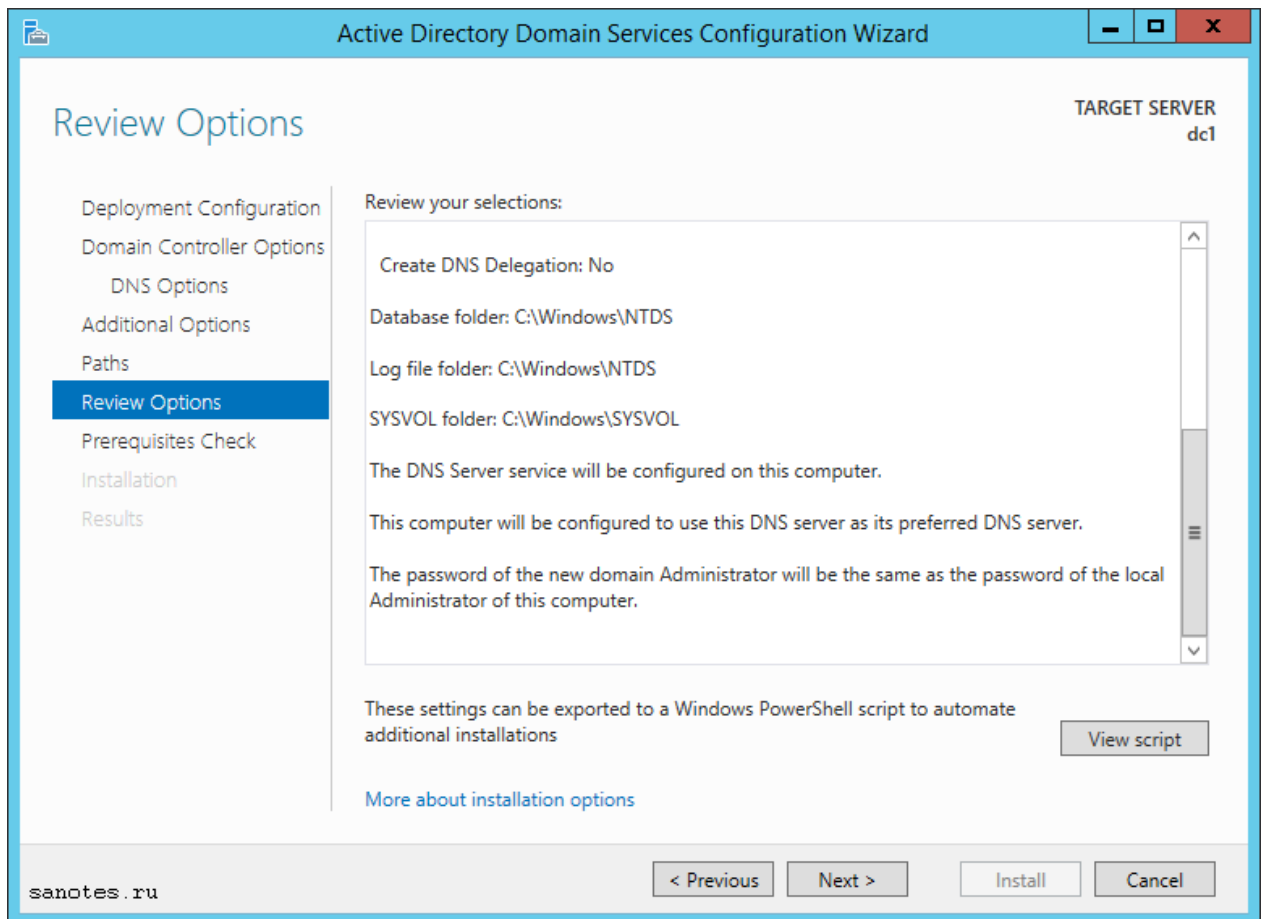 Active Directory Domain Services Configuration Wizard
Review Options
TARGET SERVER
dc1
Deployment Configuration
Domain Controller Options
DNS Options
Additional Options
Paths
Review Options
Prerequisites Check
Installation
Results
Review your selections:
Create DNS Delegation: No
Database folder: C:\Windows\NTDS
Log file folder: C:\Windows\NTDS
SYSVOL folder: C:\Windows\SYSVOL
The DNS Server service will be configured on this computer.
This computer will be configured to use this DNS server as its preferred DNS server.
The password of the new domain Administrator will be the same as the password of the local
Administrator of this computer.
These settings can be exported to a Windows PowerShell script to automate
additional installations
View script
More about installation options
< Previous
Next >
Install
Cancel
sanotes.ru